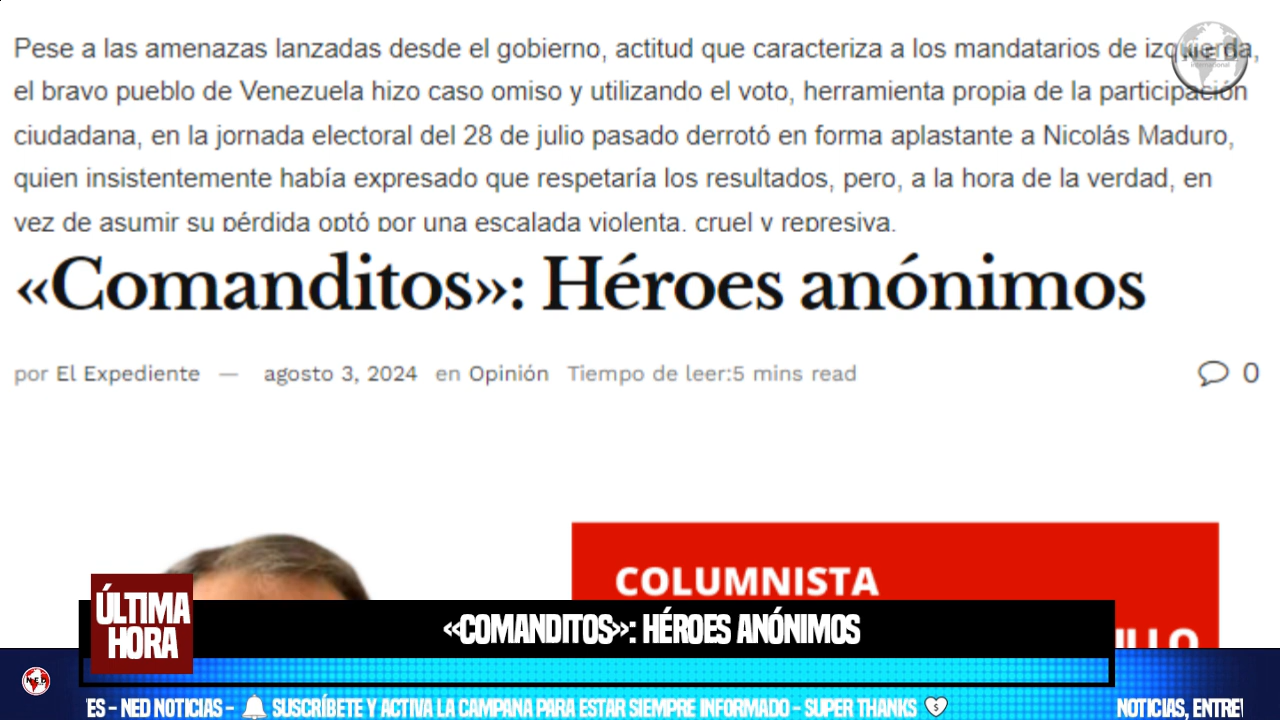 Pese a las amenazas lanzadas desde el gobierno, actitud que caracteriza a los mandatarios de izquierda,
el bravo pueblo de Venezuela hizo caso omiso y utilizando el voto, herramienta propia de la participación
ciudadana, en la jornada electoral del 28 de julio pasado derrotó en forma aplastante a Nicolás Maduro,
quien insistentemente había expresado que respetaría los resultados, pero, a la hora de la verdad, en
vez de asumir su pérdida optó por una escalada violenta, cruel y represiva.
«Comanditos»: Héroes anónimos
por El Expediente — agosto 3, 2024 en Opinión Tiempo de leer:5 mins read
0
COLUMNISTA
ÚLTIMA
HORA
«COMANDITOS»: HÉROES ANÓNIMOS
NED
ES - NED NOTICIAS - SUSCRÍBETE Y ACTIVA LA CAMPANA PARA ESTAR SIEMPRE INFORMADO - SUPER THANKS
NOTICIAS, ENTRE